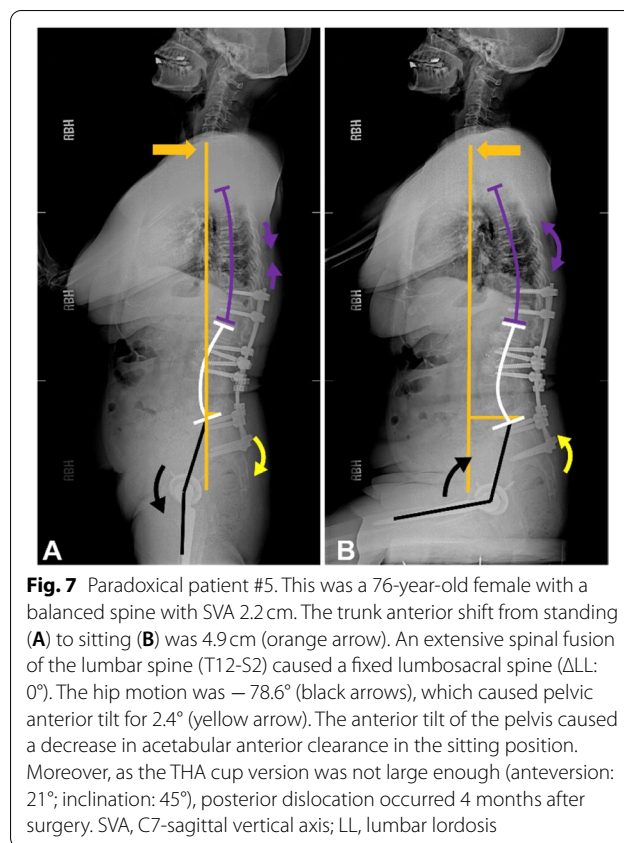 RBH
RBH
RBH
RBH
RBH
RBH
A
B
Fig. 7 Paradoxical patient #5. This was a 76-year-old female with a
balanced spine with SVA 2.2 cm. The trunk anterior shift from standing
(A) to sitting (B) was 4.9 cm (orange arrow). An extensive spinal fusion
of the lumbar spine (T12-S2) caused a fixed lumbosacral spine (ΔLL:
0°). The hip motion was − 78.6° (black arrows), which caused pelvic
anterior tilt for 2.4° (yellow arrow). The anterior tilt of the pelvis caused
a decrease in acetabular anterior clearance in the sitting position.
Moreover, as the THA cup version was not large enough (anteversion:
21°; inclination: 45°), posterior dislocation occurred 4 months after
surgery. SVA, C7-sagittal vertical axis; LL, lumbar lordosis